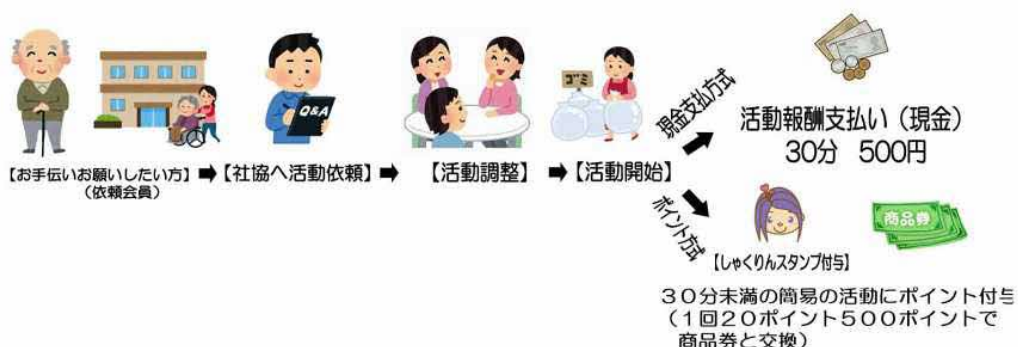 【お手伝いお願いしたい方】➡【社協へ活動依頼】➡【活動調整】➡【活動開始】
（依頼会員）
Q&A
ゴミ
現金支払方式
活動報酬支払い（現金）
30分 500円
ポイント方式
商品券
【しゃくりんスタンプ付与】
３０分未満の簡易の活動にポイント付与
（１回２０ポイント５００ポイントで
商品券と交換）